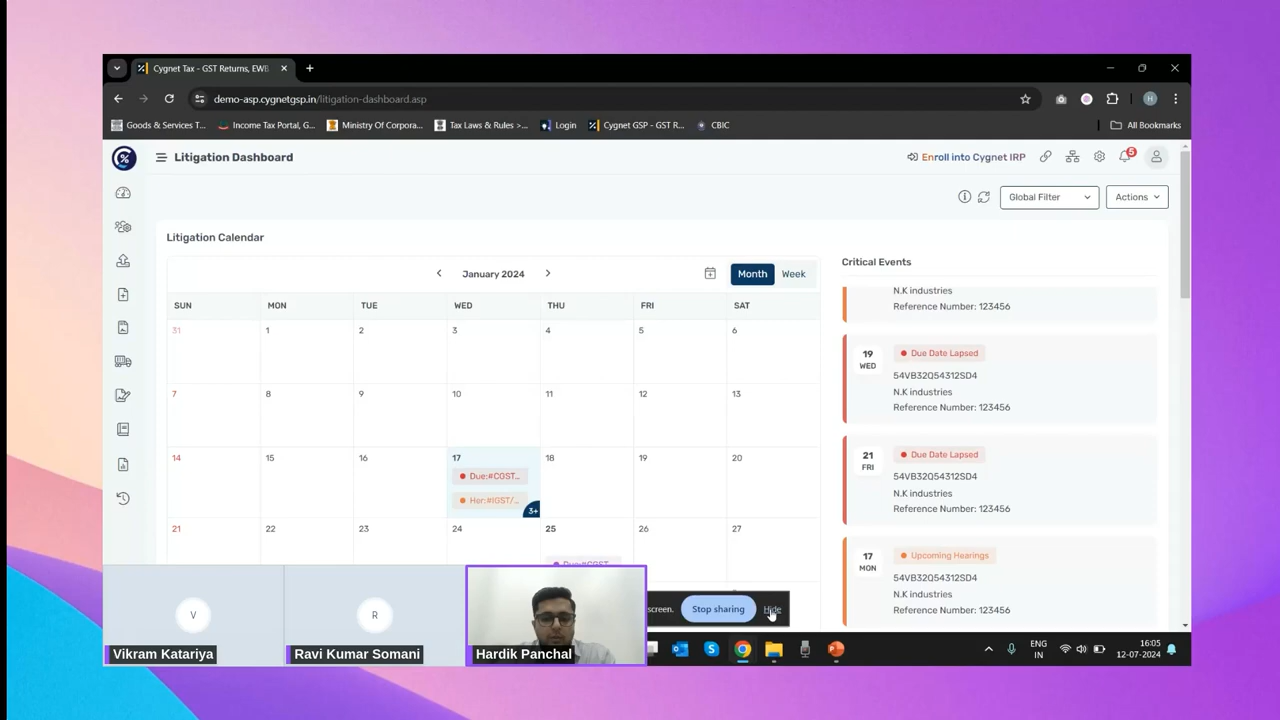 Cygnet Tax - GST Returns, EWB
demo-asp.cygnetgsp.in/litigation-dashboard.asp
H
Goods & Services T...
Income Tax Portal, G...
Ministry Of Corpora...
Tax Laws & Rules >...
Login
Cygnet GSP - GST R...
CBIC
All Bookmarks
Litigation Dashboard
Enroll into Cygnet IRP
5
Global Filter
Actions
Litigation Calendar
January 2024
Month
Week
SUN MON TUE WED THU FRI SAT
31 1 2 3 4 5 6
7 8 9 10 11 12 13
14 15 16 17 18 19 20
Due:#CGST...
Her:#IGST/...
3+
21 22 23 24 25 26 27
Due:#CGST...
Critical Events
N.K industries
Reference Number: 123456
19
WED
Due Date Lapsed
54VB32Q54312SD4
N.K industries
Reference Number: 123456
21
FRI
Due Date Lapsed
54VB32Q54312SD4
N.K industries
Reference Number: 123456
17
MON
Upcoming Hearings
54VB32Q54312SD4
N.K industries
Reference Number: 123456
screen.
Stop sharing
Hide
V
Vikram Katariya
R
Ravi Kumar Somani
Hardik Panchal
ENG
IN
16:05
12-07-2024